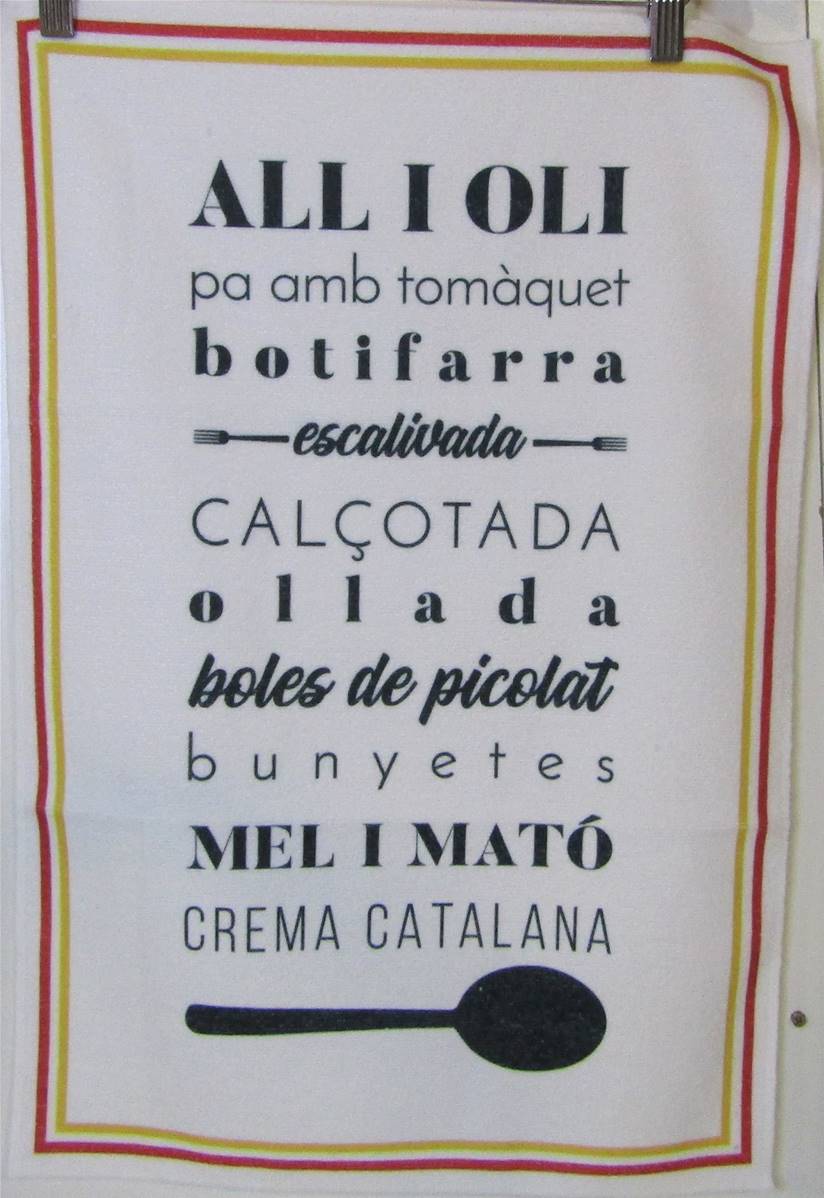 ALL I OLI
pa amb tomàquet
botifarra
escalivada
CALÇOTADA
ollada
boles de picolat
bunyetes
MEL I MATÓ
CREMA CATALANA